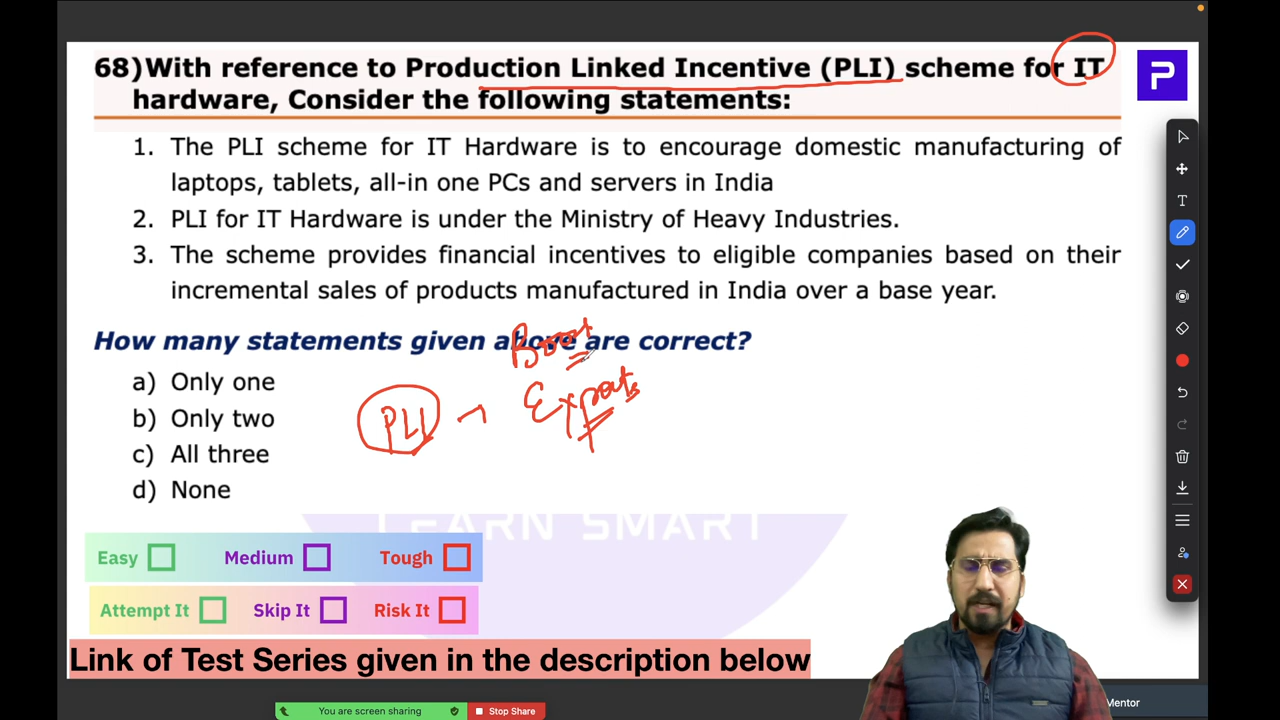 68)With reference to Production Linked Incentive (PLI) scheme for IT
hardware, Consider the following statements:
P
1. The PLI scheme for IT Hardware is to encourage domestic manufacturing of
laptops, tablets, all-in one PCs and servers in India
2. PLI for IT Hardware is under the Ministry of Heavy Industries.
3. The scheme provides financial incentives to eligible companies based on their
incremental sales of products manufactured in India over a base year.
Boost
How many statements given above are correct?
a) Only one
b) Only two
c) All three
d) None
PLI
Exports
LEARN SMART
Easy Medium Tough
Attempt It Skip It Risk It
Link of Test Series given in the description below
Mentor
You are screen sharing
Stop Share
T